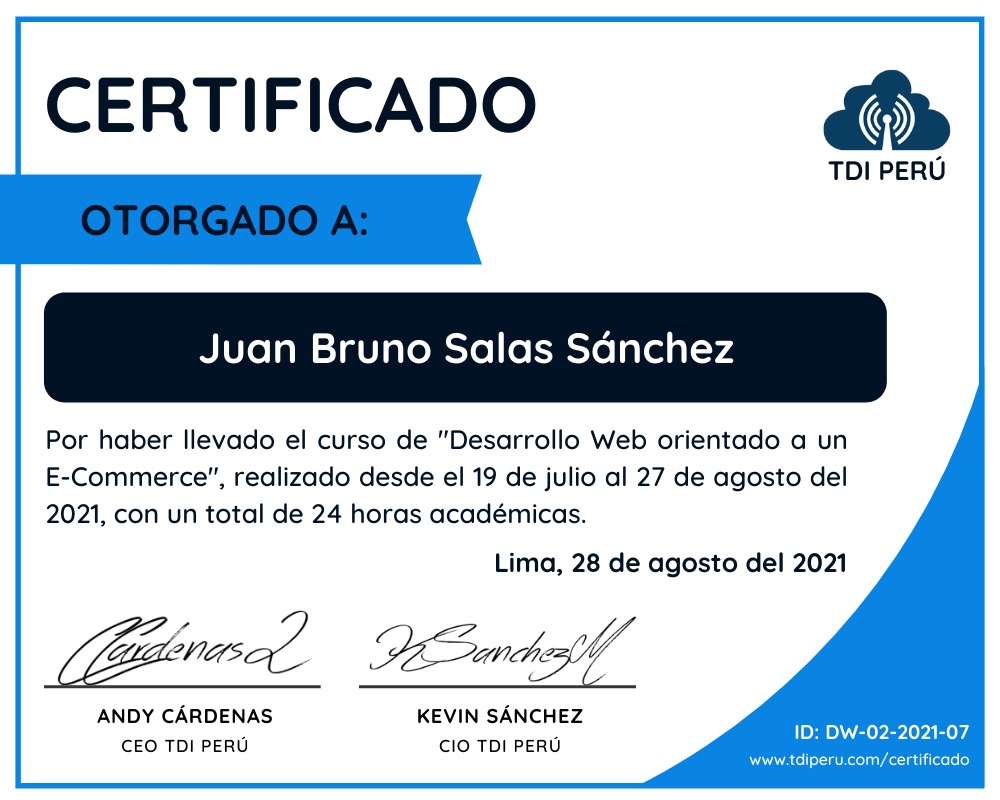 CERTIFICADO
TDI PERÚ
OTORGADO A:
Juan Bruno Salas Sánchez
Por haber llevado el curso de "Desarrollo Web orientado a un
E-Commerce", realizado desde el 19 de julio al 27 de agosto del
2021, con un total de 24 horas académicas.
Lima, 28 de agosto del 2021
Cárdenas L
K Sanchez M
ANDY CÁRDENAS
KEVIN SÁNCHEZ
CEO TDI PERÚ
CIO TDI PERÚ
ID: DW-02-2021-07
www.tdiperu.com/certificado